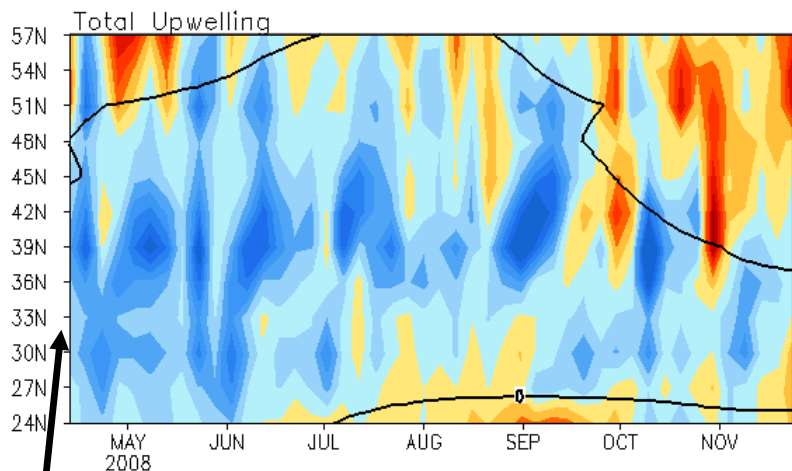 Total Upwelling
57N
54N
51N
48N
45N
42N
39N
36N
33N
30N
27N
24N
0
MAY JUN JUL AUG SEP OCT NOV
2008